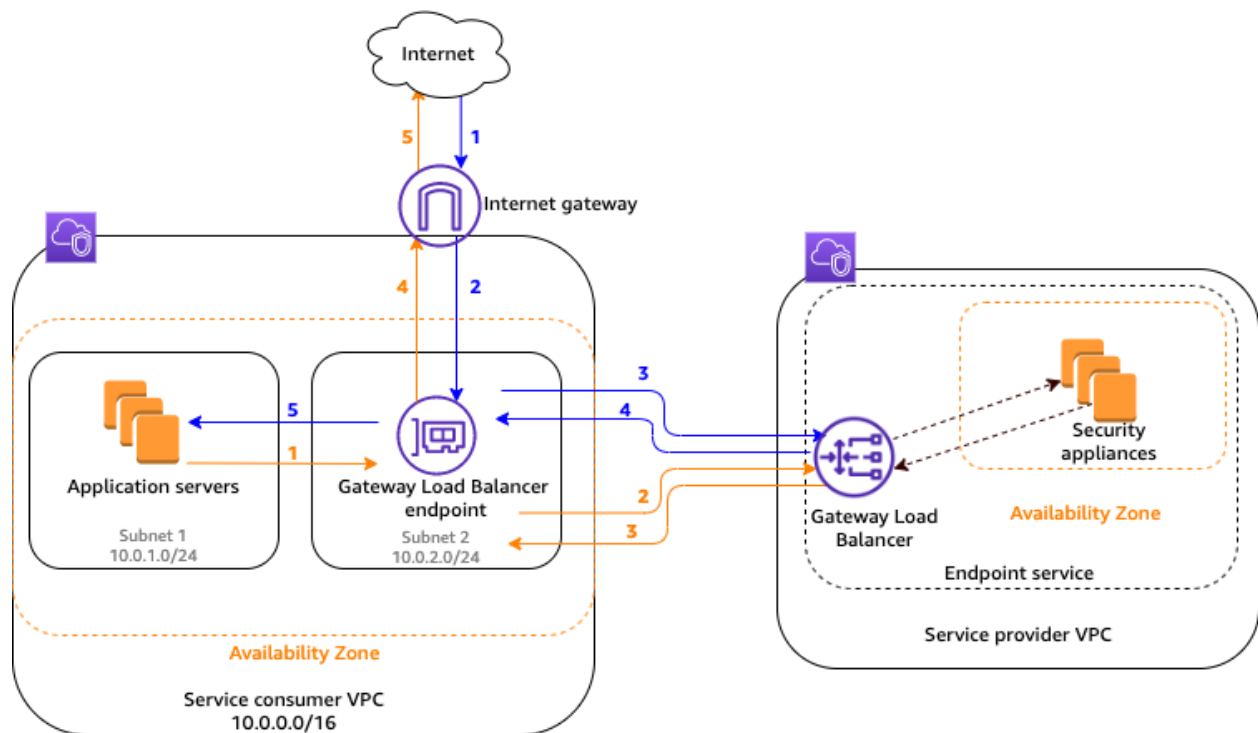 Internet
5
1
Internet gateway
4
2
3
5
4
1
Application servers
Gateway Load Balancer
endpoint
2
Subnet 1
10.0.1.0/24
Subnet 2
10.0.2.0/24
3
Security
appliances
Gateway Load
Balancer
Availability Zone
Endpoint service
Service provider VPC
Availability Zone
Service consumer VPC
10.0.0.0/16